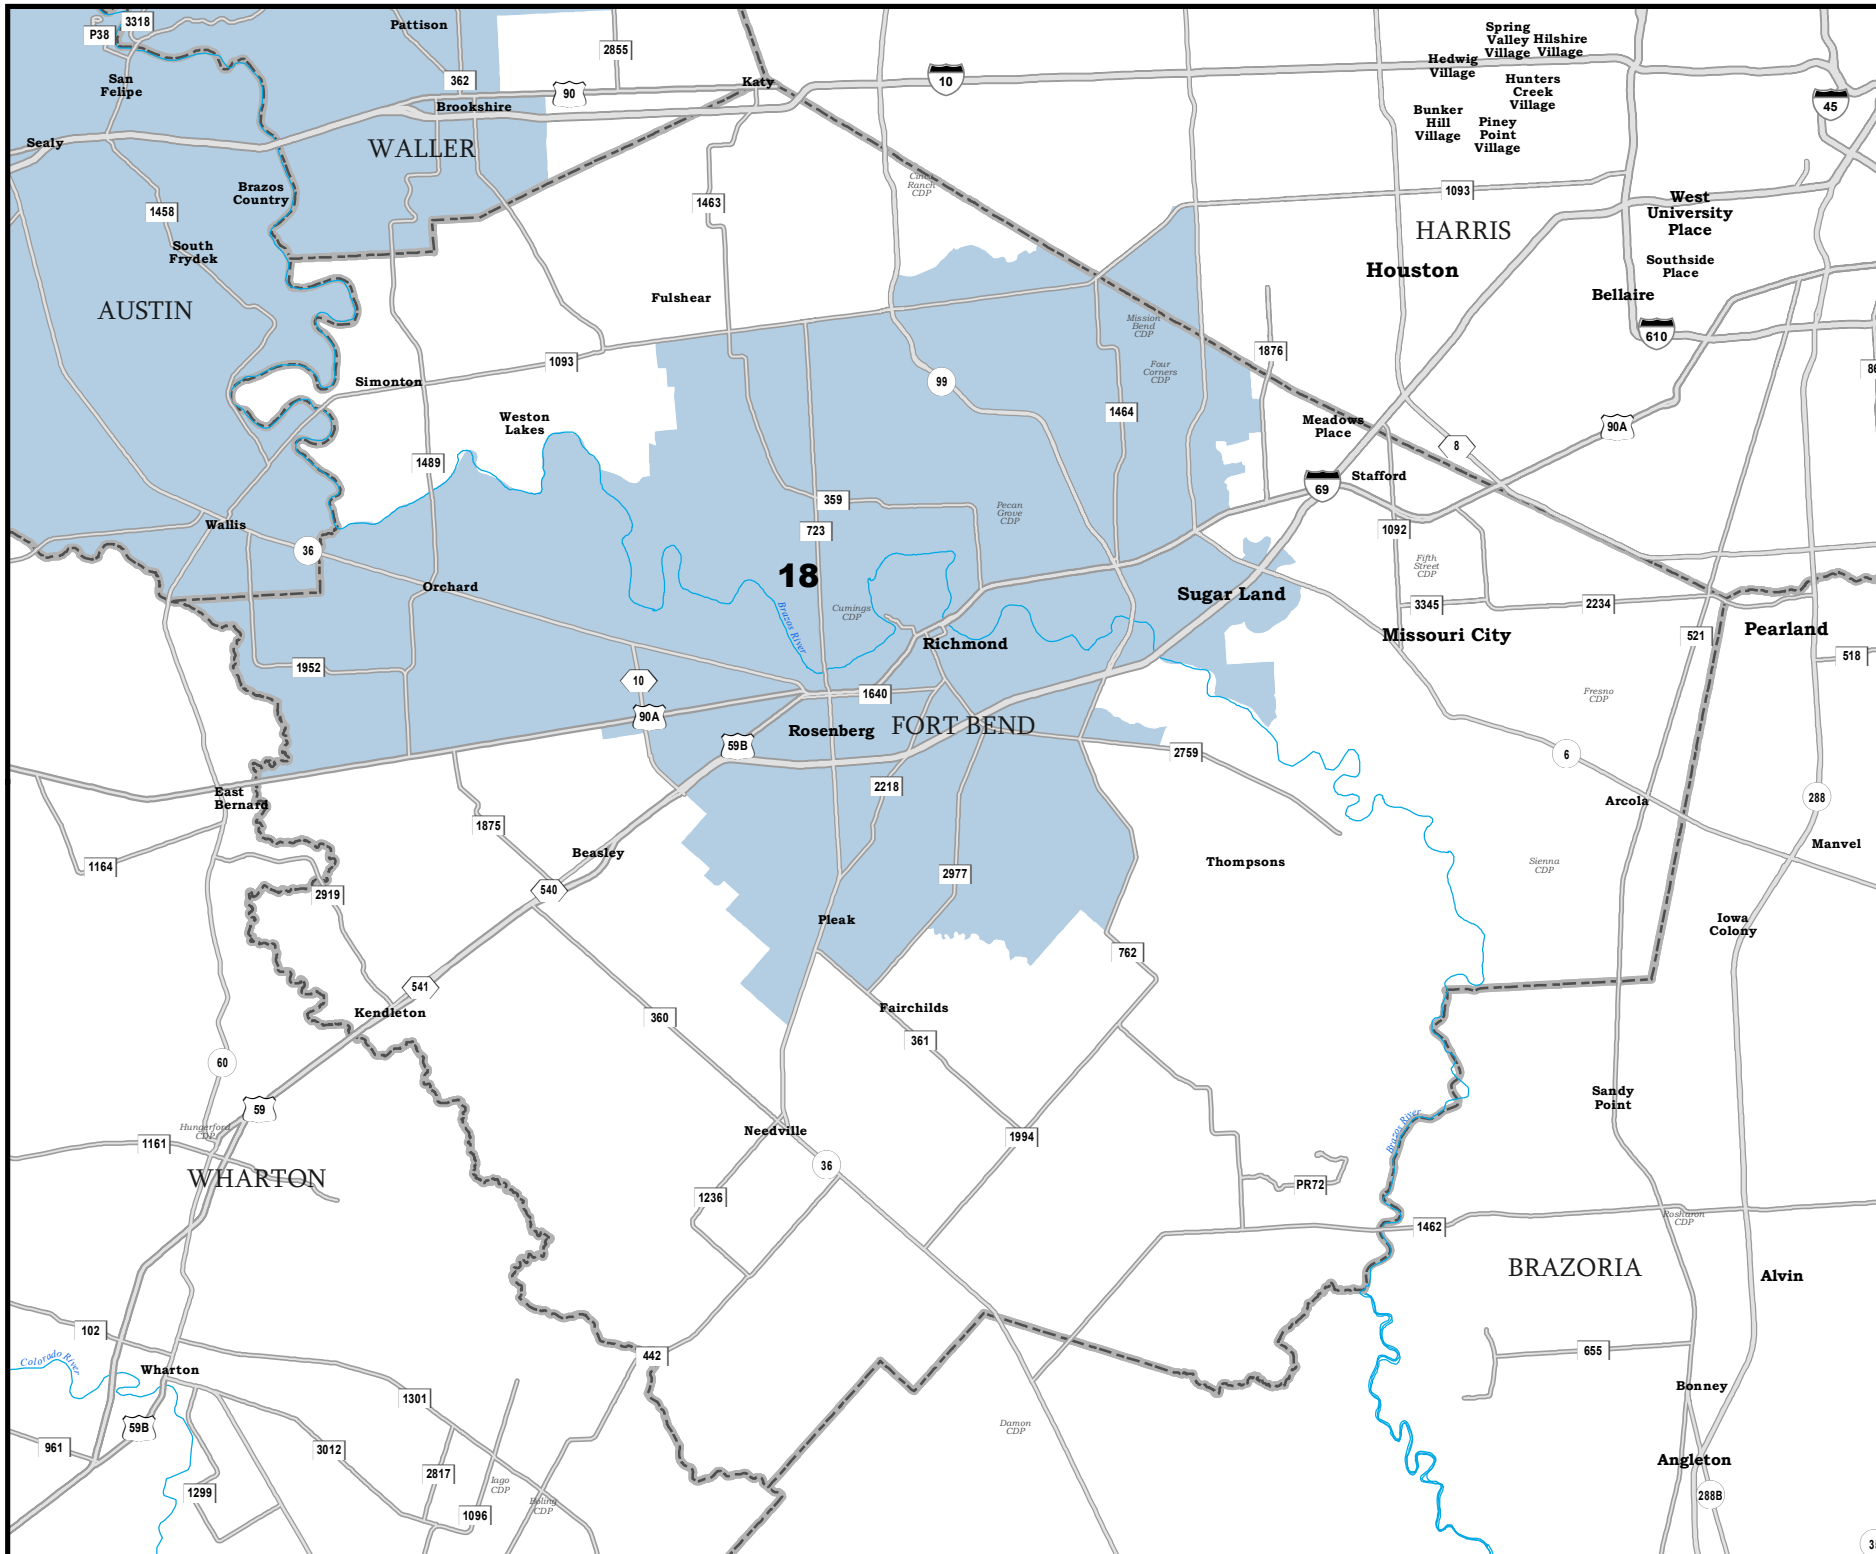 3318
P38
Pattison
2855
Spring
Valley
Village
Hilshire
Village
San
Felipe
362
Katy
10
Hedwig
Village
Hunters
Creek
Village
90
Brookshire
45
Bunker
Hill
Village
Piney
Point
Village
Sealy
WALLER
Brazos
Country
Ranch
CDP
1093
1458
1463
West
University
Place
HARRIS
South
Frydek
Houston
Southside
Place
Fulshear
Bellaire
AUSTIN
Mission
Bend
CDP
610
1093
1876
Four
Corners
CDP
Simonton
99
1464
Weston
Lakes
Meadows
Place
90A
8
1489
Stafford
69
359
Pecan
Grove
CDP
Wallis
723
1092
36
Fifth
Street
CDP
18
Orchard
Sugar Land
Cumings
CDP
Brazos River
3345
2234
Richmond
Missouri City
521
Pearland
518
1952
10
1640
Fresno
CDP
90A
Rosenberg
FORT BEND
59B
2759
6
2218
East
Bernard
Arcola
288
1875
Manvel
Beasley
1164
Thompsons
Sienna
CDP
2977
540
2919
Pleak
Iowa
Colony
762
541
Kendleton
Fairchilds
360
361
60
Sandy
Point
59
Hungerford
CDP
Needville
1994
Brazos River
1161
36
WHARTON
PR72
1236
Rosharon
CDP
1462
BRAZORIA
Alvin
102
Colorado River
442
655
Wharton
Bonney
1301
59B
Damon
CDP
961
3012
Angleton
2817
Iago
CDP
1299
288B
Boling
CDP
1096